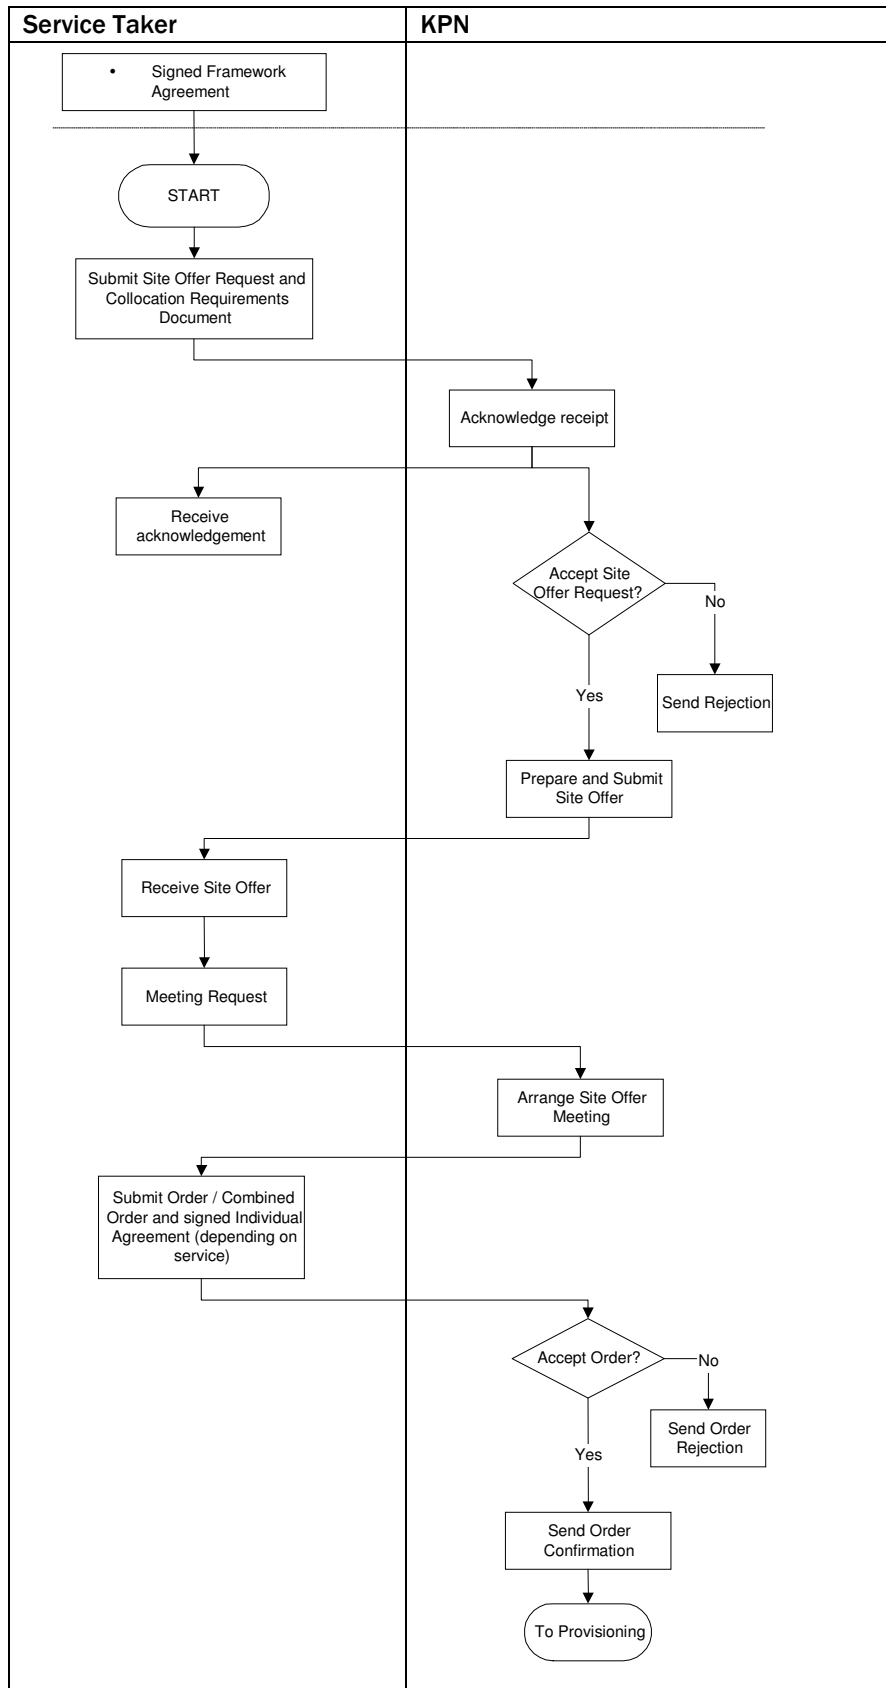 Service Taker
KPN
• Signed Framework
Agreement
START
Submit Site Offer Request and
Collocation Requirements
Document
Acknowledge receipt
Receive
acknowledgement
Accept Site
Offer Request?
No
Yes
Send Rejection
Prepare and Submit
Site Offer
Receive Site Offer
Meeting Request
Arrange Site Offer
Meeting
Submit Order / Combined
Order and signed Individual
Agreement (depending on
service)
Accept Order?
No
Send Order
Rejection
Yes
Send Order
Confirmation
To Provisioning